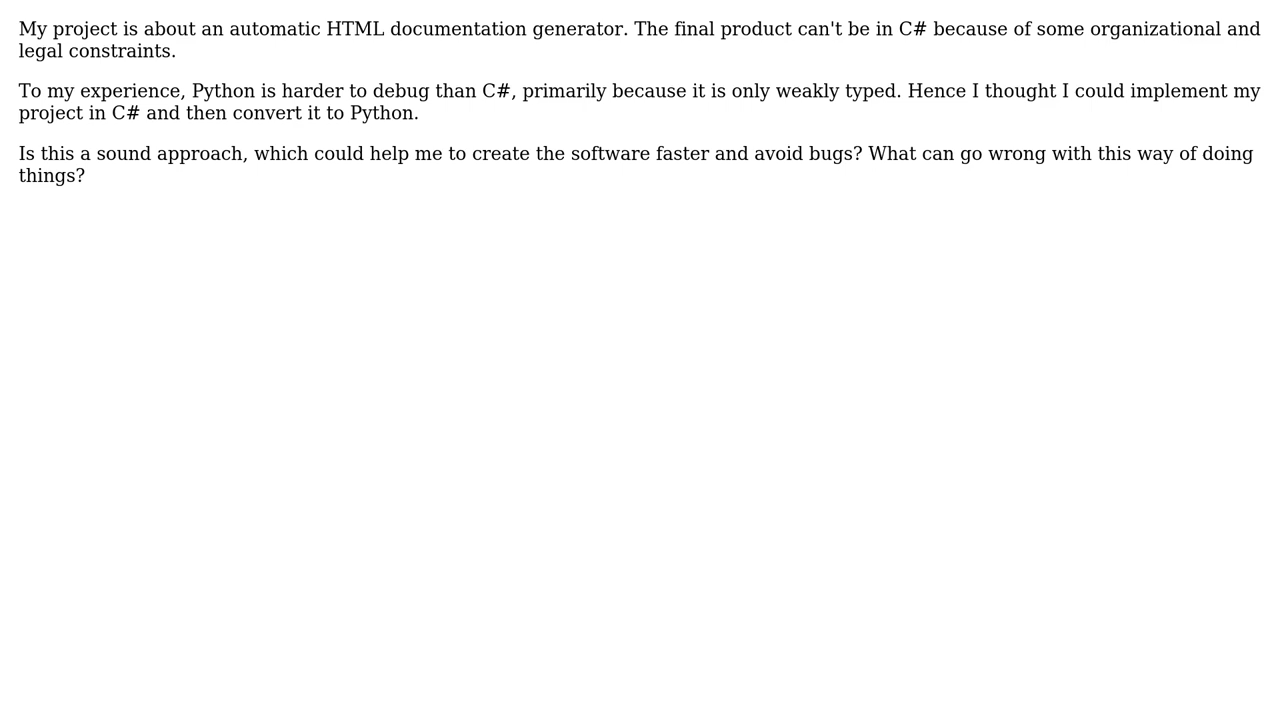 My project is about an automatic HTML documentation generator. The final product can't be in C# because of some organizational and
legal constraints.
To my experience, Python is harder to debug than C#, primarily because it is only weakly typed. Hence I thought I could implement my
project in C# and then convert it to Python.
Is this a sound approach, which could help me to create the software faster and avoid bugs? What can go wrong with this way of doing
things?